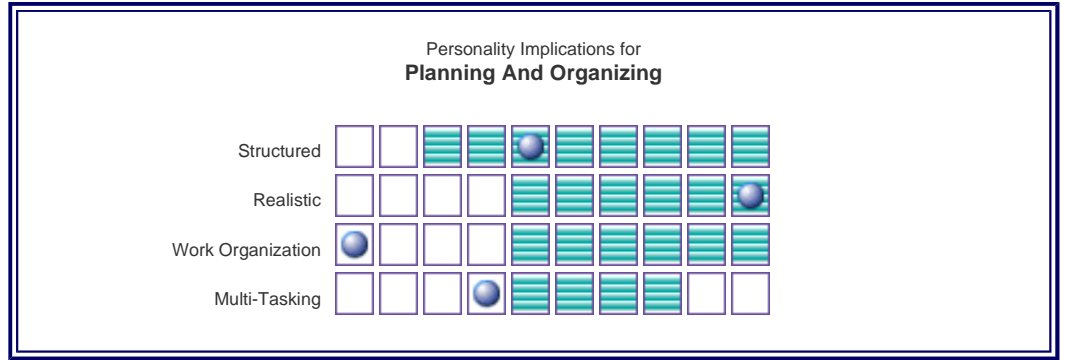 Personality Implications for
Planning And Organizing
Structured
Realistic
Work Organization
Multi-Tasking